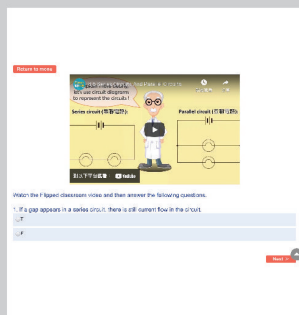 Return to menu
let's use circuit diagrams
to represent the circuits!
Series circuit (串聯電路):
Parallel circuit (並聯電路):
YouTube
Watch the Flipped classroom video and then answer the following questions.
1. If a gap appears in a series circuit, there is still current flow in the circuit.
T
F
Next